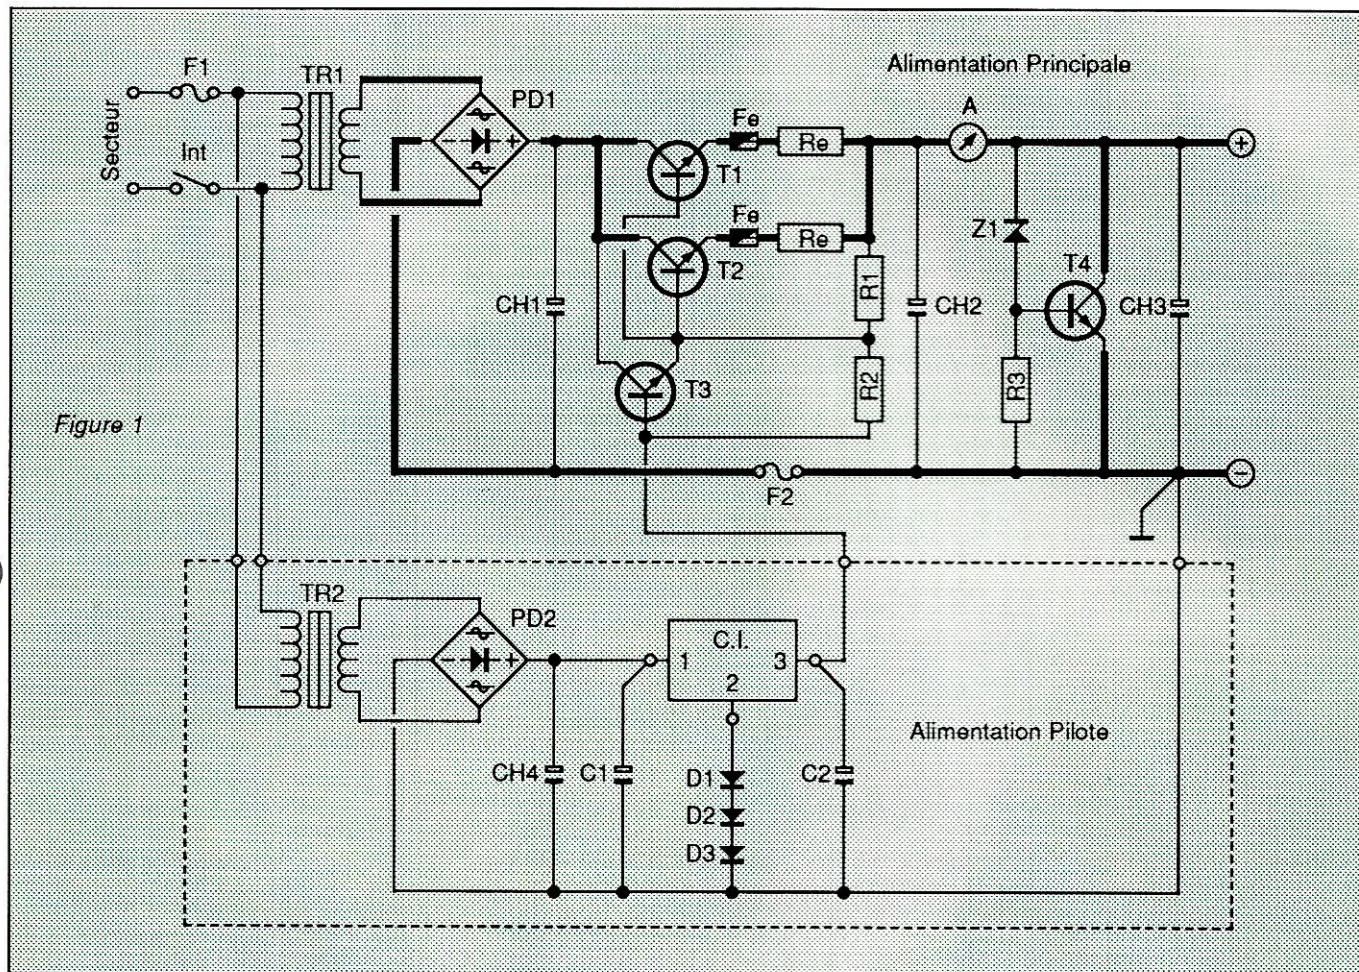 Alimentation Principale
F1
TR1
PD1
Fe
Re
A
Secteur
Int
T1
Fe
Re
Z1
T2
T4
CH1
R1
CH2
CH3
T3
R2
R3
Figure 1
F2
TR2
PD2
C.I.
1
3
2
Alimentation Pilote
CH4
C1
D1
C2
D2
D3